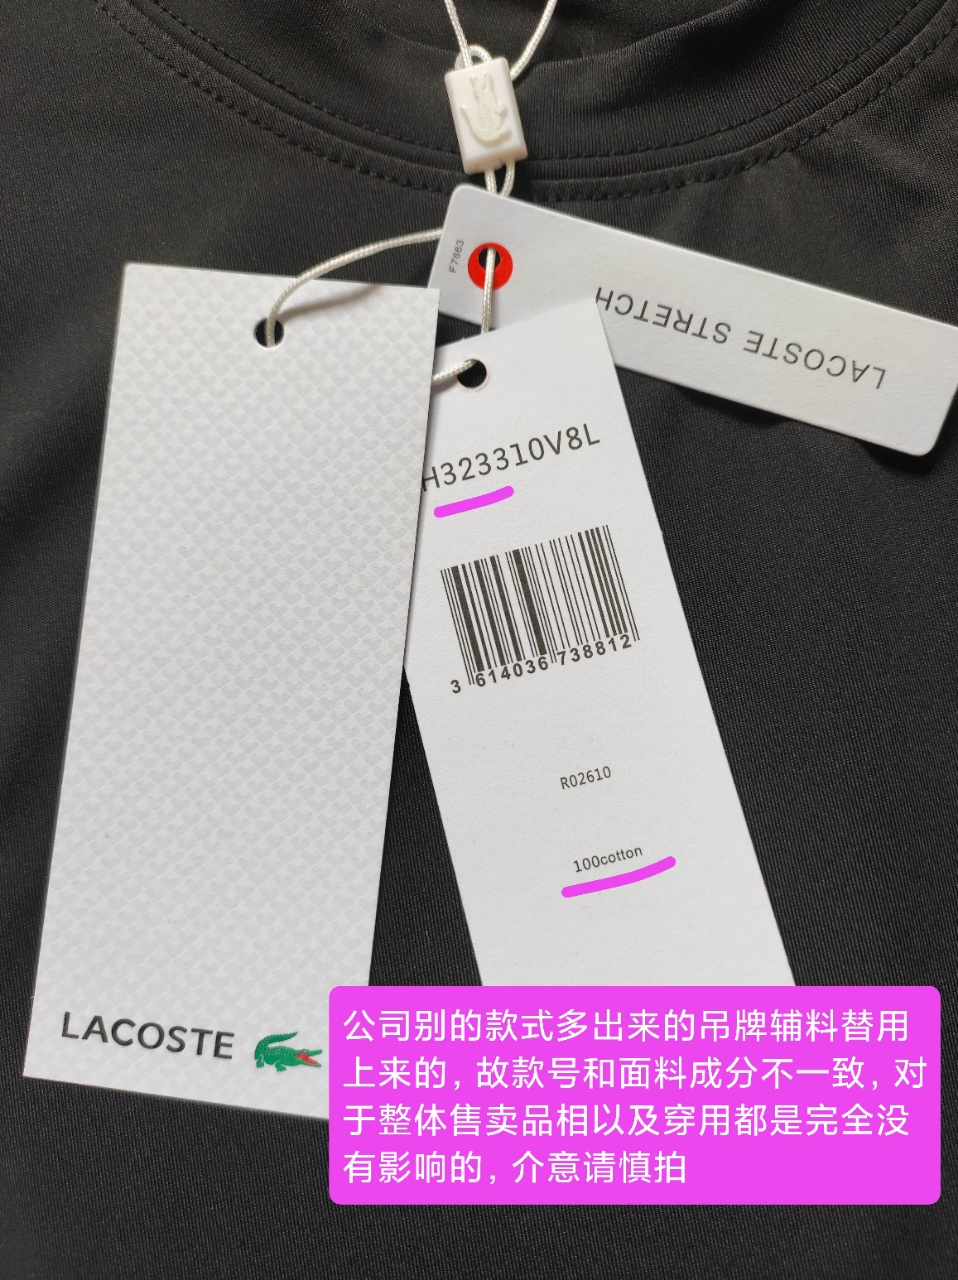 F7663
LACOSTE STRETCH
H323310V8L
3 614036 738812
R02610
100cotton
LACOSTE
公司别的款式多出来的吊牌辅料替用
上来的，故款号和面料成分不一致，对
于整体售卖品相以及穿用都是完全没
有影响的，介意请慎拍